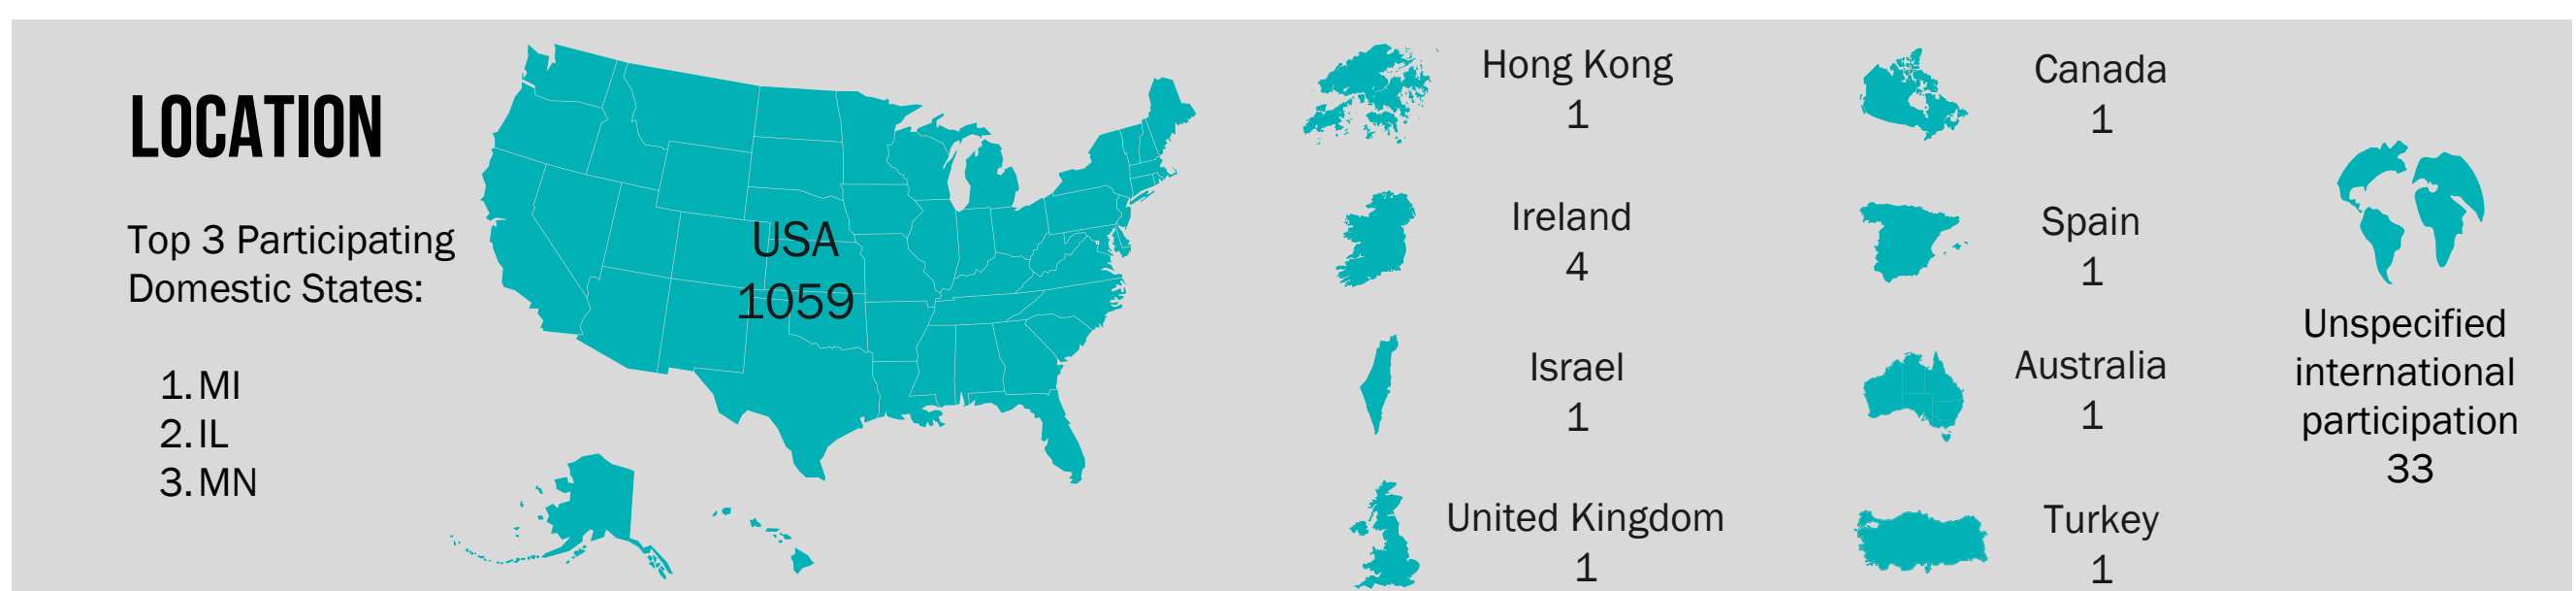 LOCATION
Top 3 Participating
Domestic States:
1. MI
2. IL
3. MN
USA
1059
Hong Kong
1
Ireland
4
Israel
1
United Kingdom
1
Canada
1
Spain
1
Australia
1
Turkey
1
Unspecified
international
participation
33